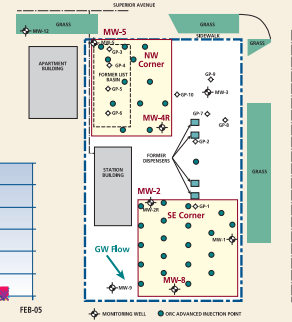 SUPERIOR AVENUE
GRASS
GRASS
MW-12
SIDEWALK
MW-5
GRASS
MW-5
GP-3
NW
Corner
APARTMENT
BUILDING
GP-4
FORMER UST
BASIN
GP-9
GP-5
GP-10
MW-3
GP-6
GP-7
MW-4R
GP-8
GP-2
FORMER
DISPENSERS
STATION
BUILDING
GRASS
MW-2
MW-2R
GP-1
SE Corner
MW-1
GW Flow
MW-8
MW-9
FEB-05
MONITORING WELL
ORC ADVANCED INJECTION POINT